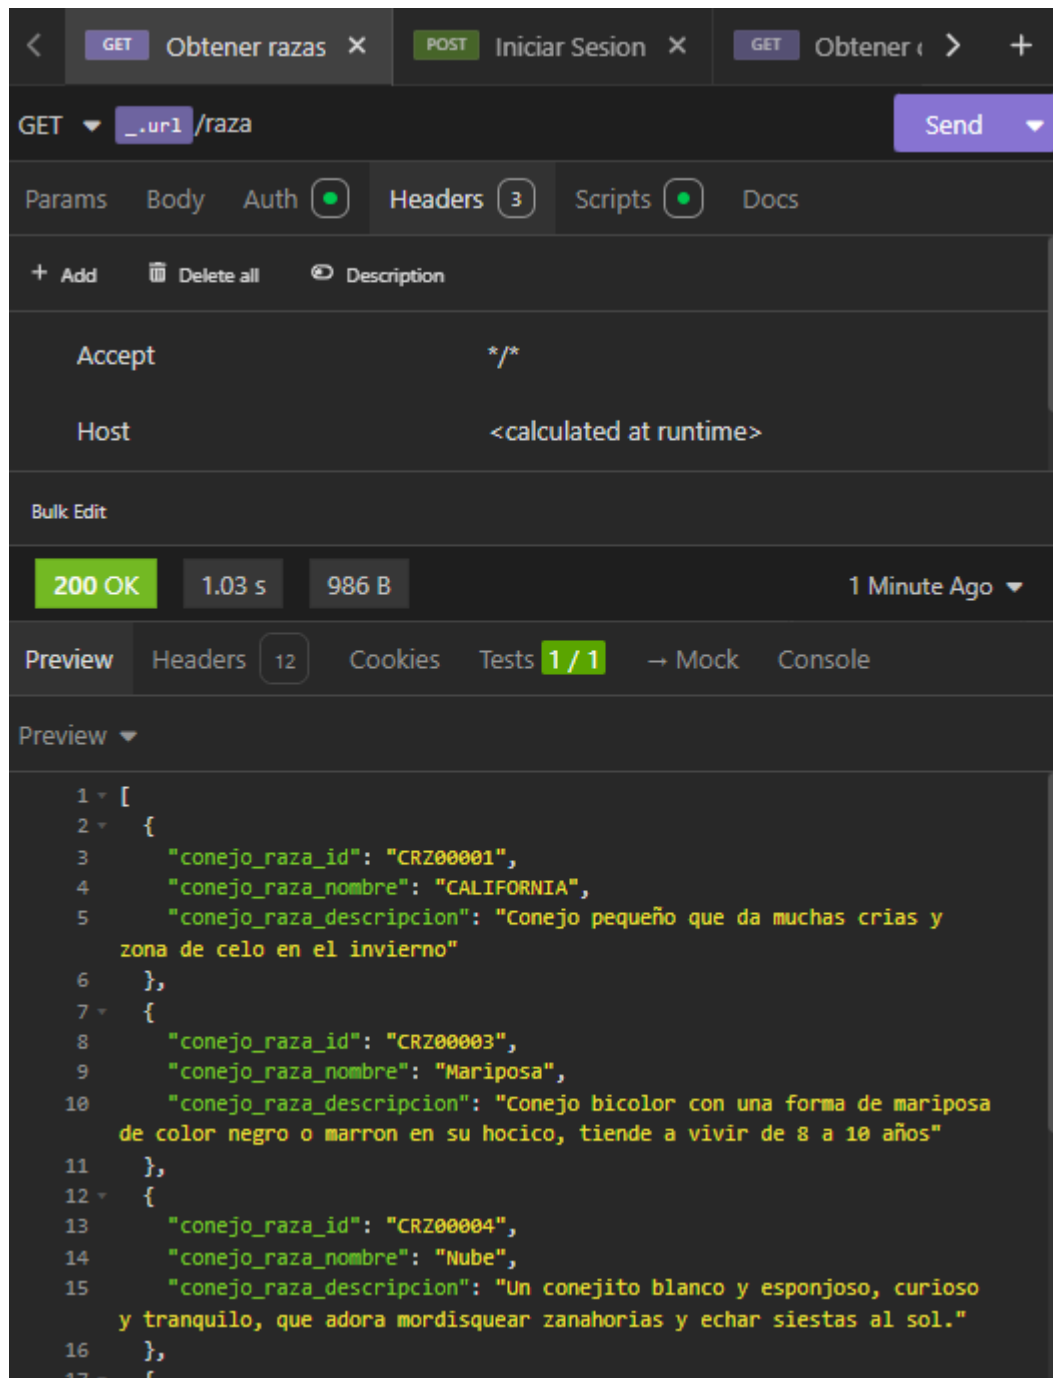 GET Obtener razas × POST Iniciar Sesion × GET Obtener +
GET _.url /raza Send
Params Body Auth Headers 3 Scripts Docs
+ Add Delete all Description
Accept */*
Host <calculated at runtime>
Bulk Edit
200 OK 1.03 s 986 B 1 Minute Ago
Preview Headers 12 Cookies Tests 1 / 1 → Mock Console
Preview
1 [
2 {
3 "conejo_raza_id": "CRZ00001",
4 "conejo_raza_nombre": "CALIFORNIA",
5 "conejo_raza_descripcion": "Conejo pequeño que da muchas crias y
zona de celo en el invierno"
6 },
7 {
8 "conejo_raza_id": "CRZ00003",
9 "conejo_raza_nombre": "Mariposa",
10 "conejo_raza_descripcion": "Conejo bicolor con una forma de mariposa
de color negro o marron en su hocico, tiende a vivir de 8 a 10 años"
11 },
12 {
13 "conejo_raza_id": "CRZ00004",
14 "conejo_raza_nombre": "Nube",
15 "conejo_raza_descripcion": "Un conejito blanco y esponjoso, curioso
y tranquilo, que adora mordisquear zanahorias y echar siestas al sol."
16 },